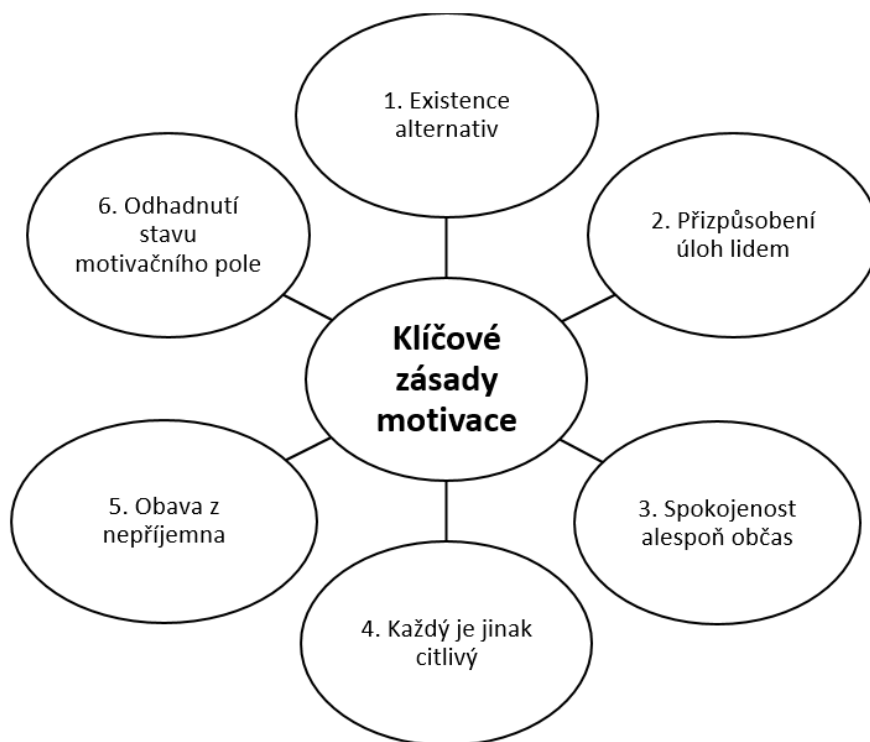 1. Existence
alternativ
2. Přizpůsobení
úloh lidem
3. Spokojenost
alespoň občas
4. Každý je jinak
citlivý
5. Obava z
nepříjemna
6. Odhadnutí
stavu
motivačního pole
Klíčové
zásady
motivace